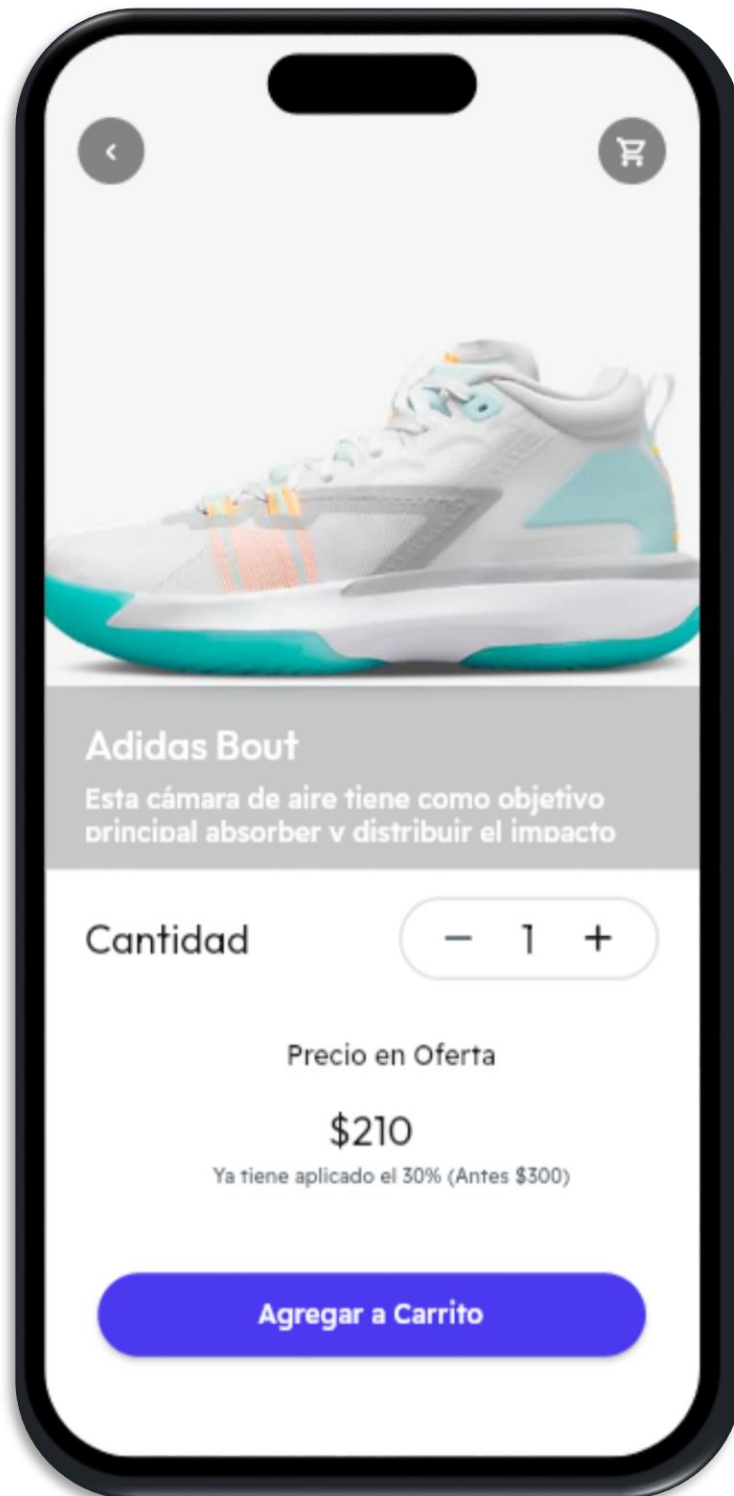 Adidas Bout
Esta cámara de aire tiene como objetivo
principal absorber y distribuir el impacto
Cantidad
1
Precio en Oferta
$210
Ya tiene aplicado el 30% (Antes $300)
Agregar a Carrito